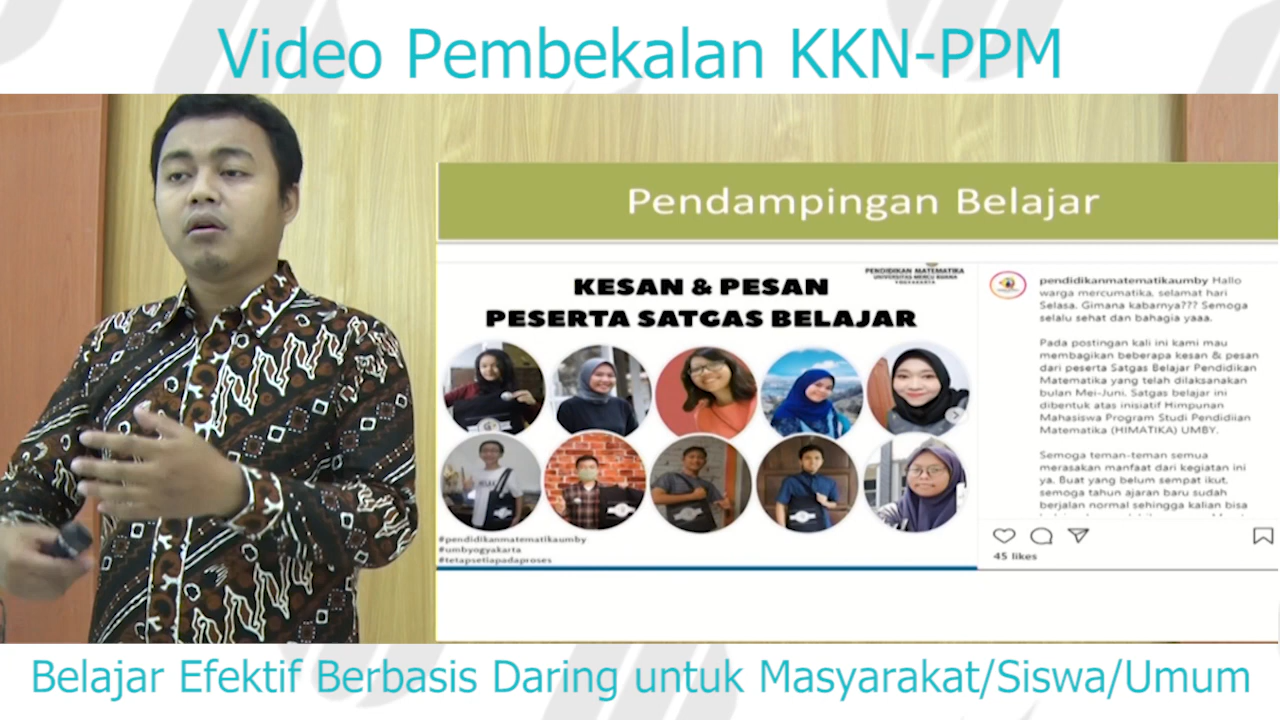 Video Pembekalan KKN-PPM
Pendampingan Belajar
PENDIDIKAN MATEMATIKA
UNIVERSITAS MERCU BUANA
YOGYAKARTA
KESAN & PESAN
PESERTA SATGAS BELAJAR
pendidikanmatematikaumby Hallo
warga mercumatika, selamat hari
Selasa. Gimana kabarnya??? Semoga
selalu sehat dan bahagia yaaa.
Pada postingan kali ini kami mau
membagikan beberapa kesan & pesan
dari peserta Satgas Belajar Pendidikan
Matematika yang telah dilaksanakan
bulan Mei-Juni. Satgas belajar ini
dibentuk atas inisiatif Himpunan
Mahasiswa Program Studi Pendidiian
Matematika (HIMATIKA) UMBY.
Semoga teman-teman semua
merasakan manfaat dari kegiatan ini
ya. Buat yang belum sempat ikut,
semoga tahun ajaran baru sudah
berjalan normal sehingga kalian bisa
#pendidikanmatematikaumby
#umbyogyakarta
#tetapsetiapadaproses
45 likes
Belajar Efektif Berbasis Daring untuk Masyarakat/Siswa/Umum